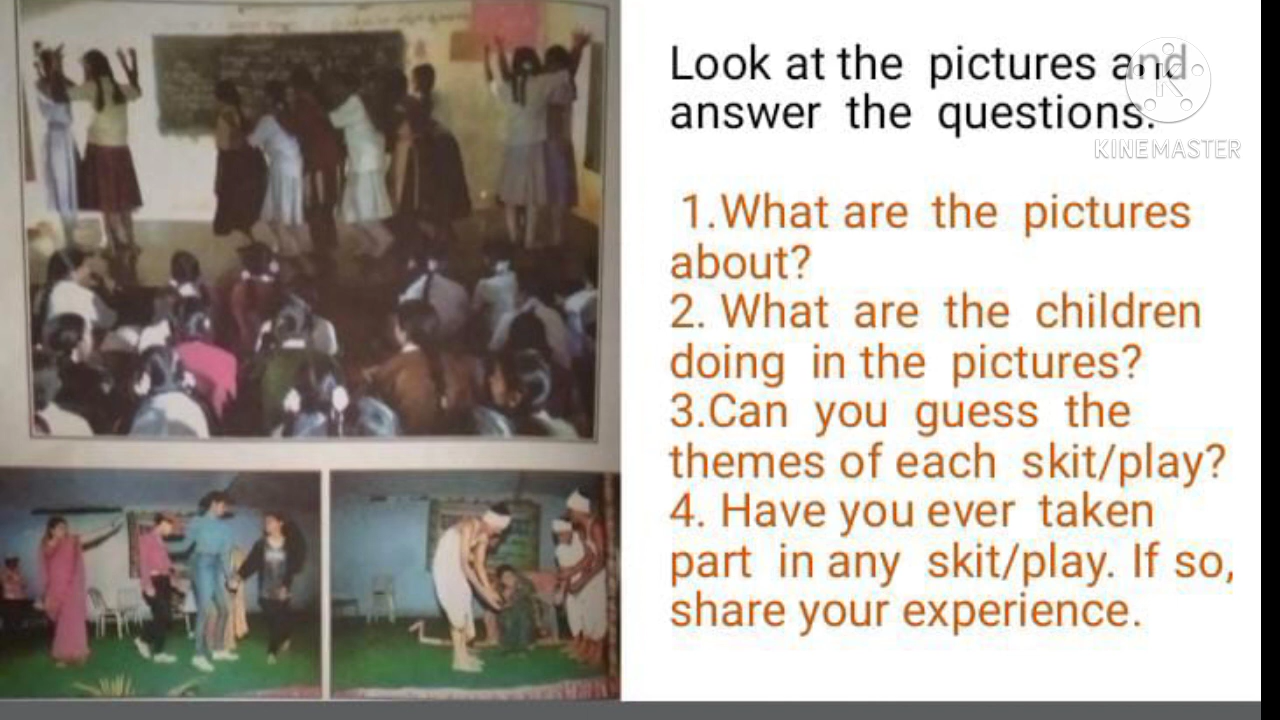 Look at the pictures and
answer the questions.
KINEMASTER
1.What are the pictures
about?
2. What are the children
doing in the pictures?
3.Can you guess the
themes of each skit/play?
4. Have you ever taken
part in any skit/play. If so,
share your experience.